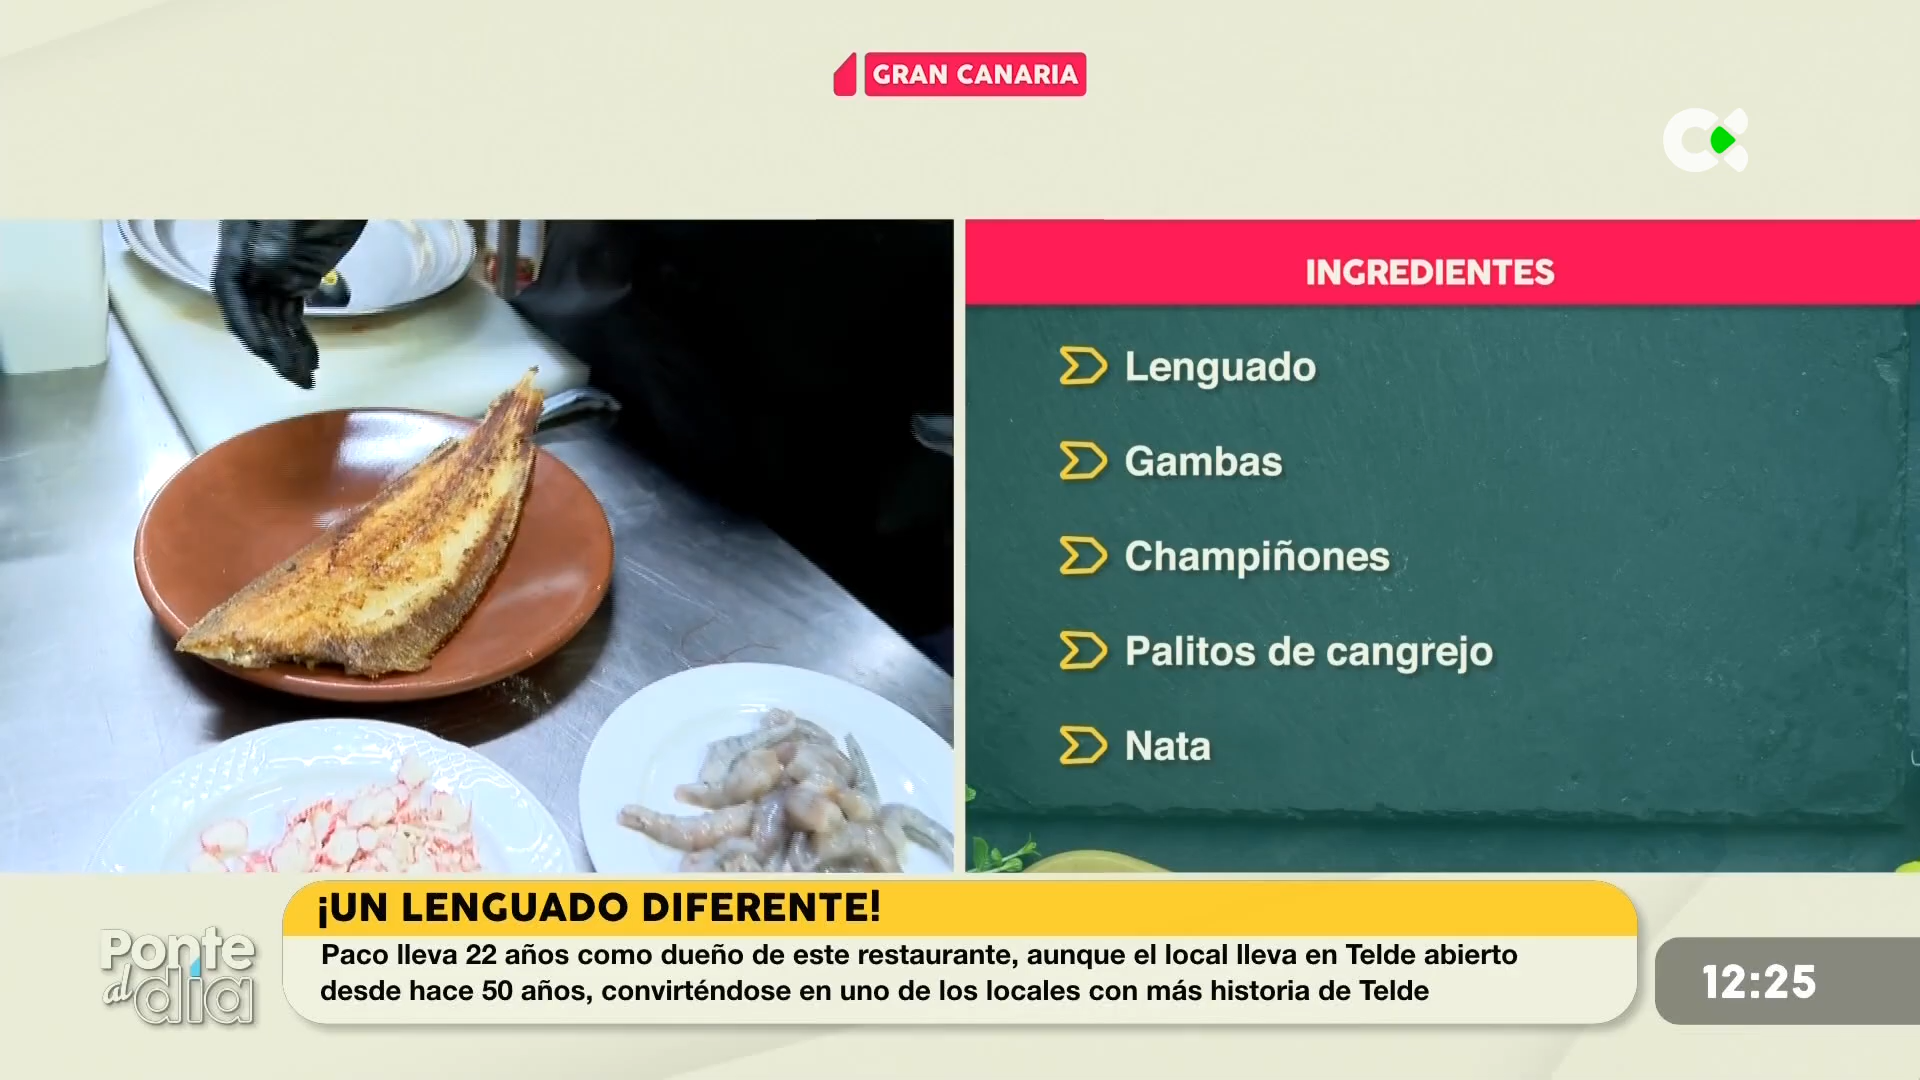 GRAN CANARIA
INGREDIENTES
Lenguado
Gambas
Champiñones
Palitos de cangrejo
Nata
¡UN LENGUADO DIFERENTE!
Paco lleva 22 años como dueño de este restaurante, aunque el local lleva en Telde abierto
desde hace 50 años, convirténdose en uno de los locales con más historia de Telde
Ponte
al día
12:25